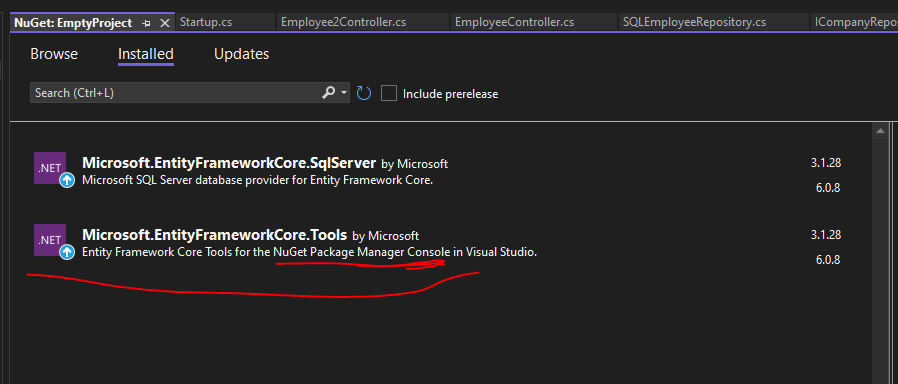 NuGet: EmptyProject Startup.cs Employee2Controller.cs EmployeeController.cs SQLEmployeeRepository.cs ICompanyRepos
Browse Installed Updates
Search (Ctrl+L) Include prerelease
.NET Microsoft.EntityFrameworkCore.SqlServer by Microsoft 3.1.28
Microsoft SQL Server database provider for Entity Framework Core. 6.0.8
.NET Microsoft.EntityFrameworkCore.Tools by Microsoft 3.1.28
Entity Framework Core Tools for the NuGet Package Manager Console in Visual Studio. 6.0.8